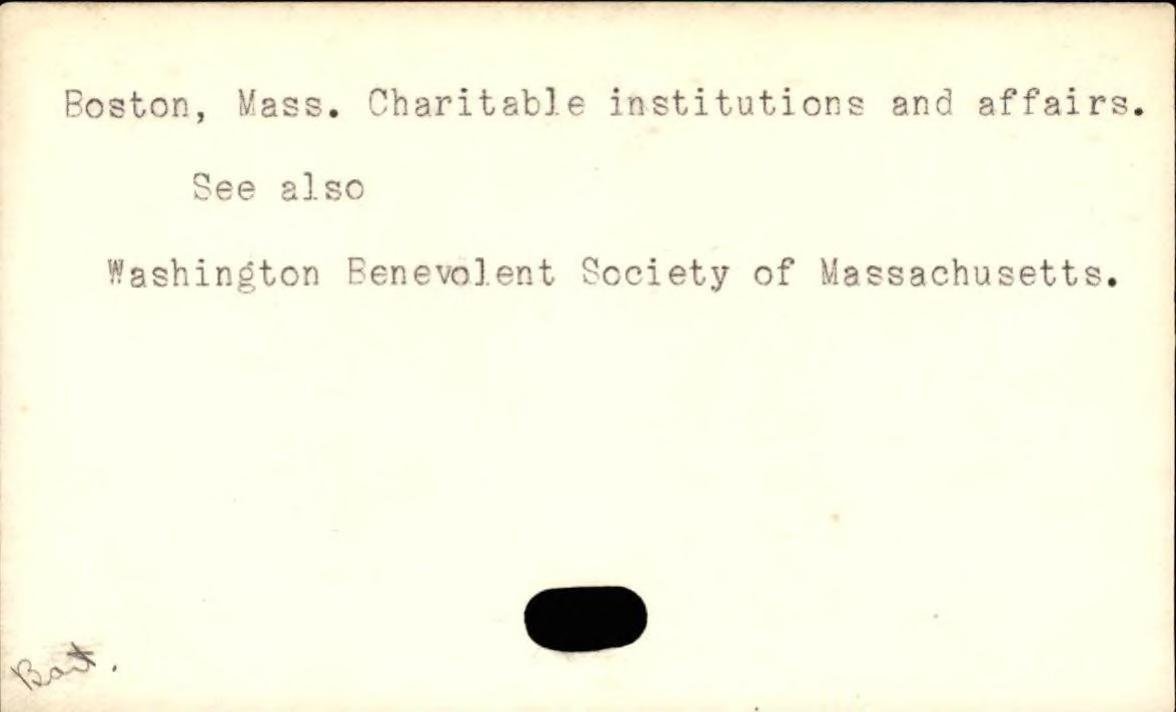 Boston, Mass. Charitable institutions and affairs.
See also
Washington Benevolent Society of Massachusetts.